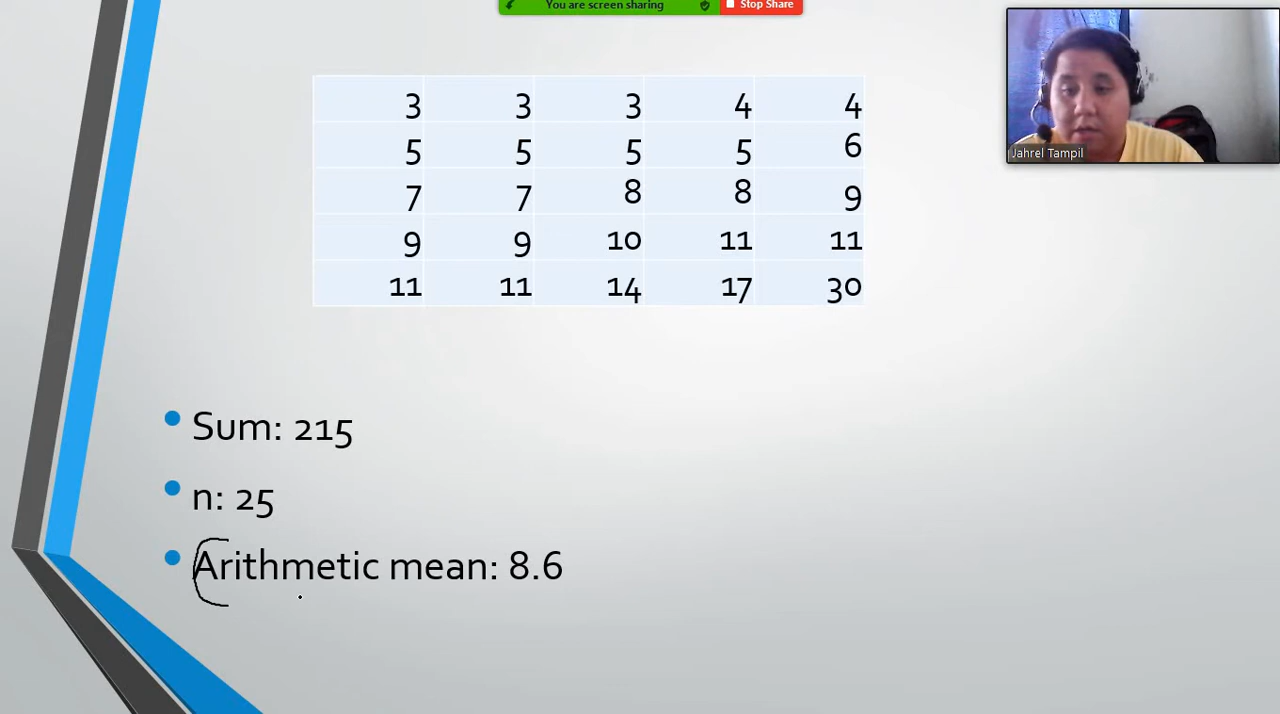 You are screen sharing
Stop Share
Jahrel Tampil
3 3 3 4 4
5 5 5 5 6
7 7 8 8 9
9 9 10 11 11
11 11 14 17 30
Sum: 215
n: 25
Arithmetic mean: 8.6